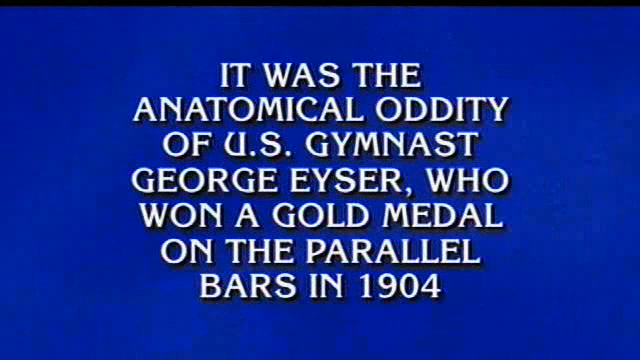 IT WAS THE
ANATOMICAL ODDITY
OF U.S. GYMNAST
GEORGE EYSER, WHO
WON A GOLD MEDAL
ON THE PARALLEL
BARS IN 1904